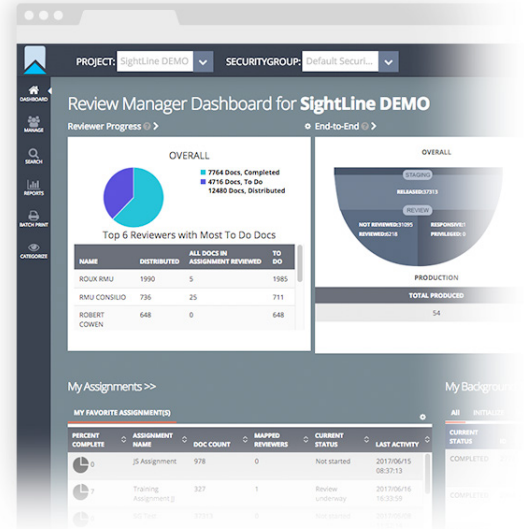 PROJECT: SightLine DEMO SECURITYGROUP: Default Securi...
DASHBOARD
MANAGE
SEARCH
REPORTS
BATCH PRINT
CATEGORIZE
Review Manager Dashboard for SightLine DEMO
Reviewer Progress
OVERALL
7764 Docs, Completed
4716 Docs, To Do
12480 Docs, Distributed
Top 6 Reviewers with Most To Do Docs
NAME DISTRIBUTED ALL DOCS IN ASSIGNMENT REVIEWED TO DO
ROUX RMU 1990 5 1985
RMU CONSILIO 736 25 711
ROBERT COWEN 648 0 648
End-to-End
OVERALL
STAGING
RELEASED:37313
REVIEW
NOT REVIEWED:31095 RESPONSIVE:
REVIEWED:6218 PRIVILEGED:
PRODUCTION
TOTAL PRODUCED
54
My Assignments >>
MY FAVORITE ASSIGNMENT(S)
PERCENT COMPLETE ASSIGNMENT NAME DOC COUNT MAPPED REVIEWERS CURRENT STATUS LAST ACTIVITY
0 JS Assignment 978 0 Not started 2017/06/15 08:37:13
7 Training Assignment JJ 327 1 Review underway 2017/06/16
My Backgrou
All INITIALI
CURRENT STATUS
COMPLETED
COMPLETED